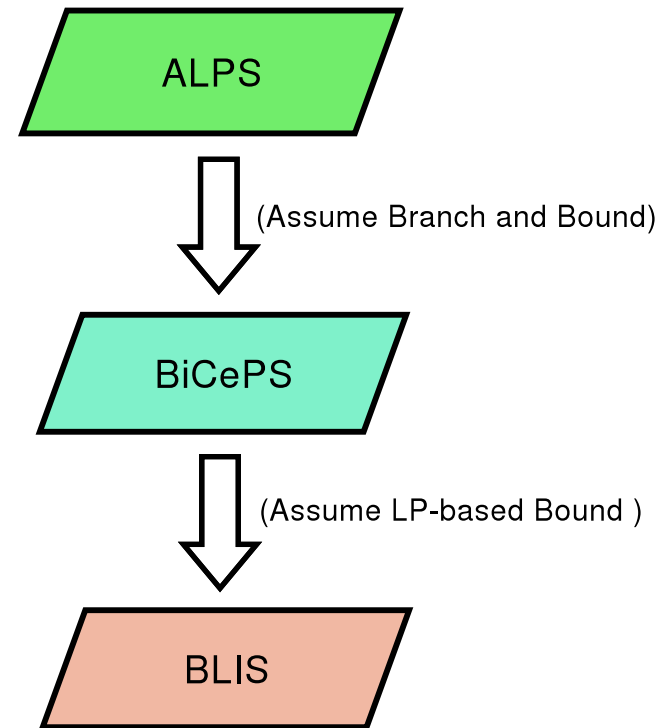 ALPS
(Assume Branch and Bound)
BiCePS
(Assume LP-based Bound )
BLIS